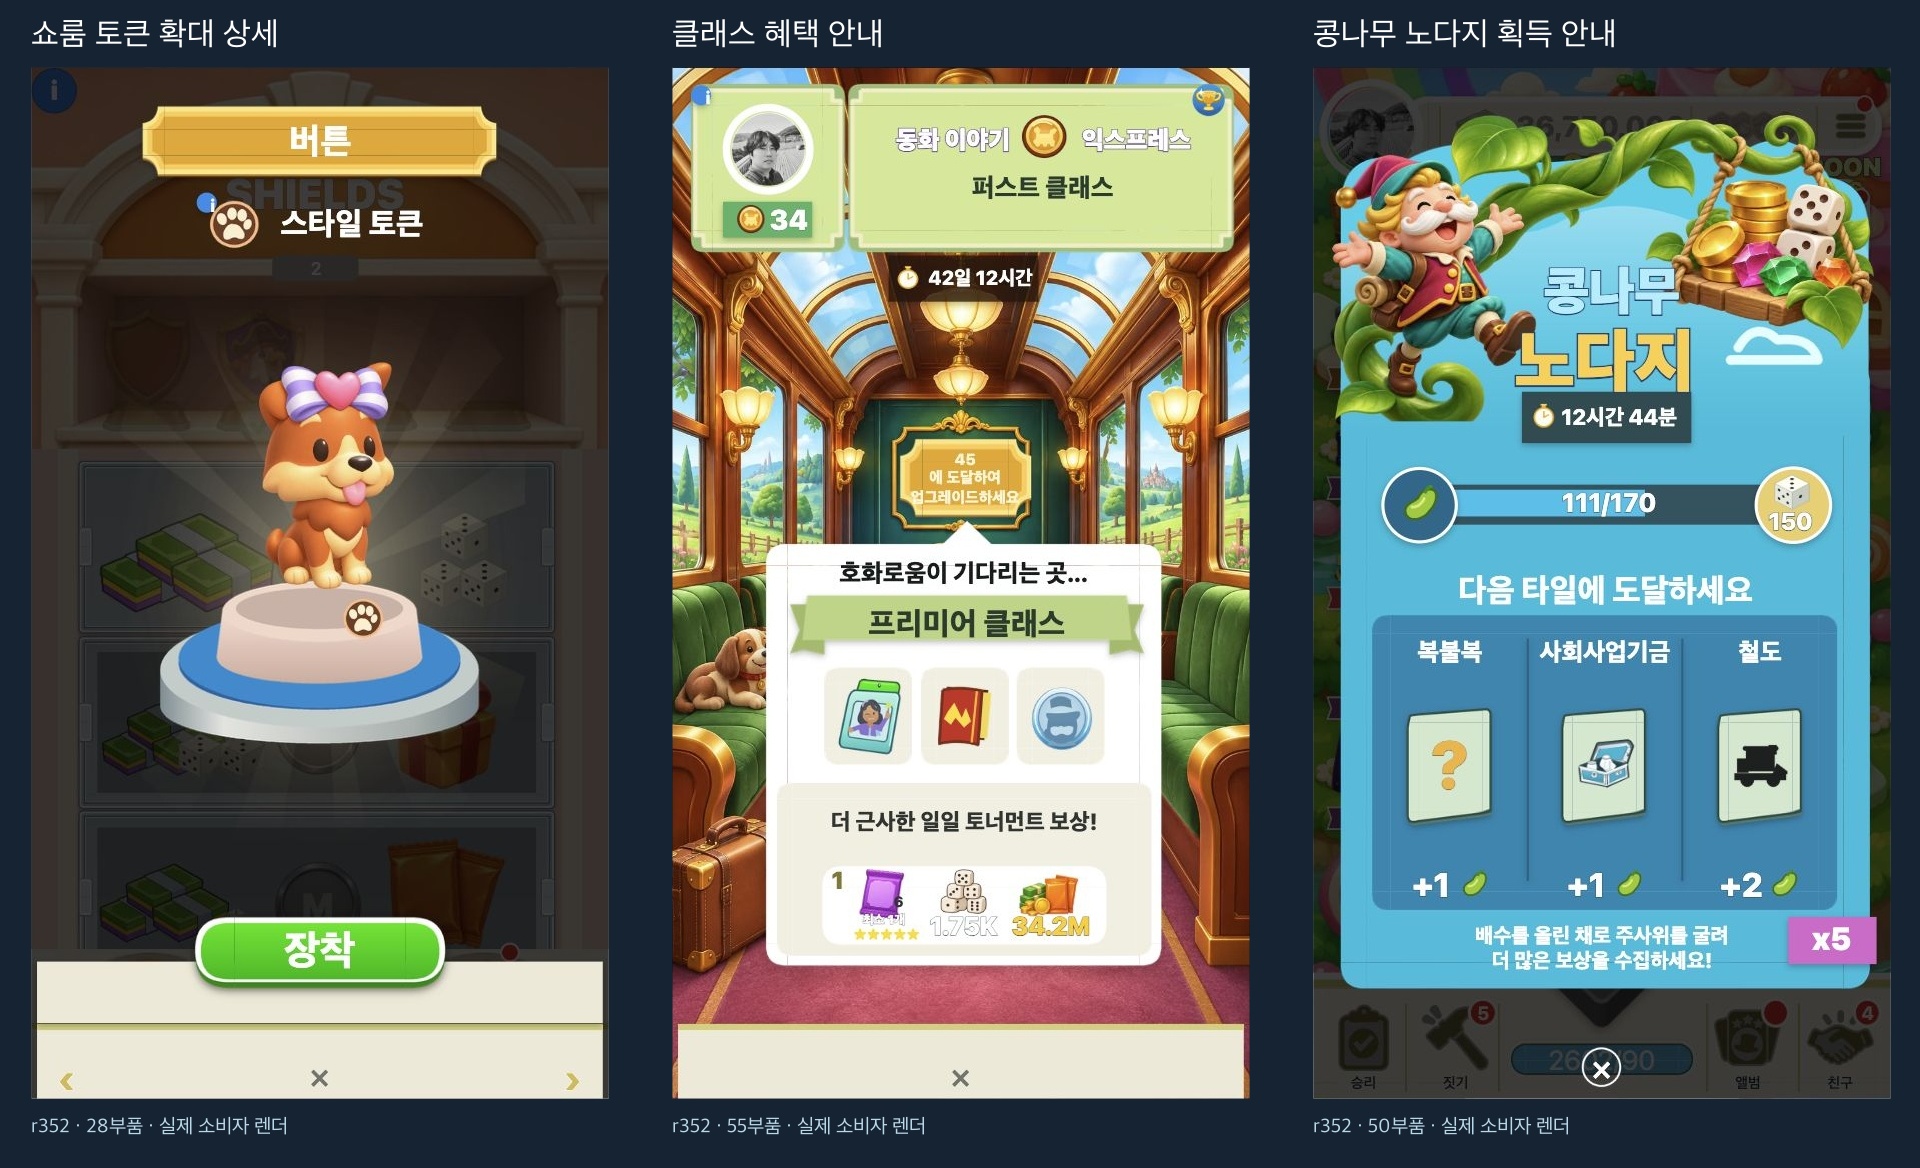 쇼룸 토큰 확대 상세
버튼
SHIELDS
스타일 토큰
2
M
장착
r352 · 28부품 · 실제 소비자 렌더
클래스 혜택 안내
동화 이야기 익스프레스
퍼스트 클래스
34
42일 12시간
45
에 도달하여
업그레이드하세요
호화로움이 기다리는 곳...
프리미어 클래스
더 근사한 일일 토너먼트 보상!
1
6
최소 1개
1.75K
34.2M
r352 · 55부품 · 실제 소비자 렌더
콩나무 노다지 획득 안내
콩나무
노다지
12시간 44분
111/170
150
다음 타일에 도달하세요
복불복 사회사업기금 철도
?
+1 +1 +2
배수를 올린 채로 주사위를 굴려
더 많은 보상을 수집하세요!
x5
5
4
승리 짓기 앨범 친구
r352 · 50부품 · 실제 소비자 렌더